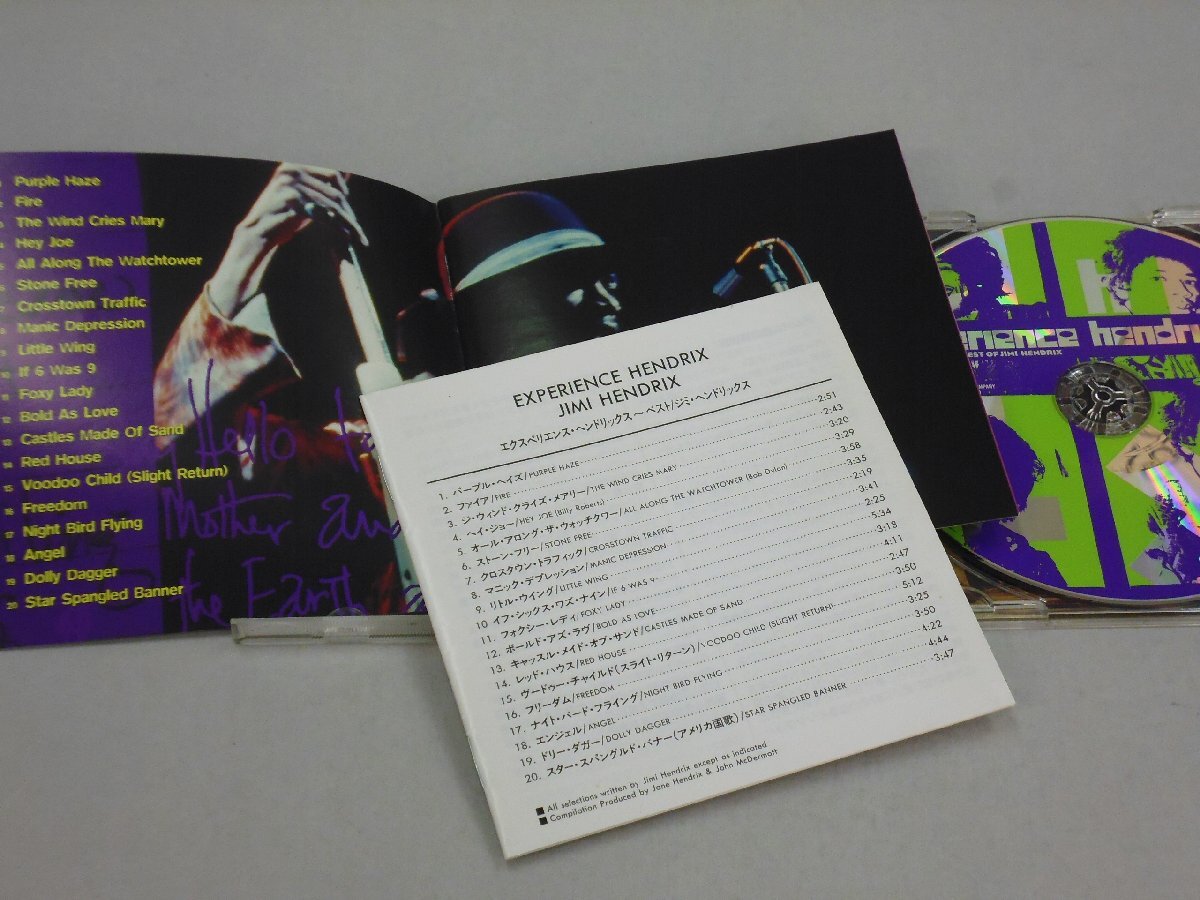 Purple Haze
Fire
The Wind Cries Mary
Hey Joe
All Along The Watchtower
Stone Free
7 Crosstown Traffic
8 Manic Depression
9 Little Wing
10 If 6 Was 9
11 Foxy Lady
12 Bold As Love
13 Castles Made Of Sand
14 Red House
15 Voodoo Child (Slight Return)
16 Freedom
17 Night Bird Flying
18 Angel
19 Dolly Dagger
20 Star Spangled Banner
Hello
Mother
the Earth
EXPERIENCE HENDRIX
JIMI HENDRIX
エクスペリエンス・ヘンドリックス〜ベスト/ジミ・ヘンドリックス
1. パープル・ヘイズ/PURPLE HAZE 2:51
2. ファイア/FIRE 2:43
3. ジ・ウィンド・クライズ・メアリー/THE WIND CRIES MARY 3:20
4. ヘイ・ジョー/HEY JOE (Billy Roberts) 3:29
5. オール・アロング・ザ・ウォッチタワー/ALL ALONG THE WATCHTOWER (Bob Dylan) 3:58
6. ストーン・フリー/STONE FREE 3:35
7. クロスタウン・トラフィック/CROSSTOWN TRAFFIC 2:19
8. マニック・デプレッション/MANIC DEPRESSION 3:41
9. リトル・ウイング/LITTLE WING 2:25
10 イフ・シックス・ワズ・ナイン/IF 6 WAS 9 5:34
11. フォクシー・レディ/FOXY LADY 3:18
12. ボールド・アズ・ラヴ/BOLD AS LOVE 4:11
13. キャッスル・メイド・オブ・サンド/CASTLES MADE OF SAND 2:47
14. レッド・ハウス/RED HOUSE 3:50
15. ヴードゥー・チャイルド(スライト・リターン)/VOODOO CHILD (SLIGHT RETURN) 5:12
16. フリーダム/FREEDOM 3:25
17. ナイト・バード・フライング/NIGHT BIRD FLYING 3:50
18. エンジェル/ANGEL 4:22
19. ドリー・ダガー/DOLLY DAGGER 4:44
20. スター・スパングルド・バナー(アメリカ国歌)/STAR SPANGLED BANNER 3:47
■ All selections written by Jimi Hendrix except as indicated
■ Compilation Produced by Jane Hendrix & John McDermott
erience hendri
EST OF JIMI HENDRIX